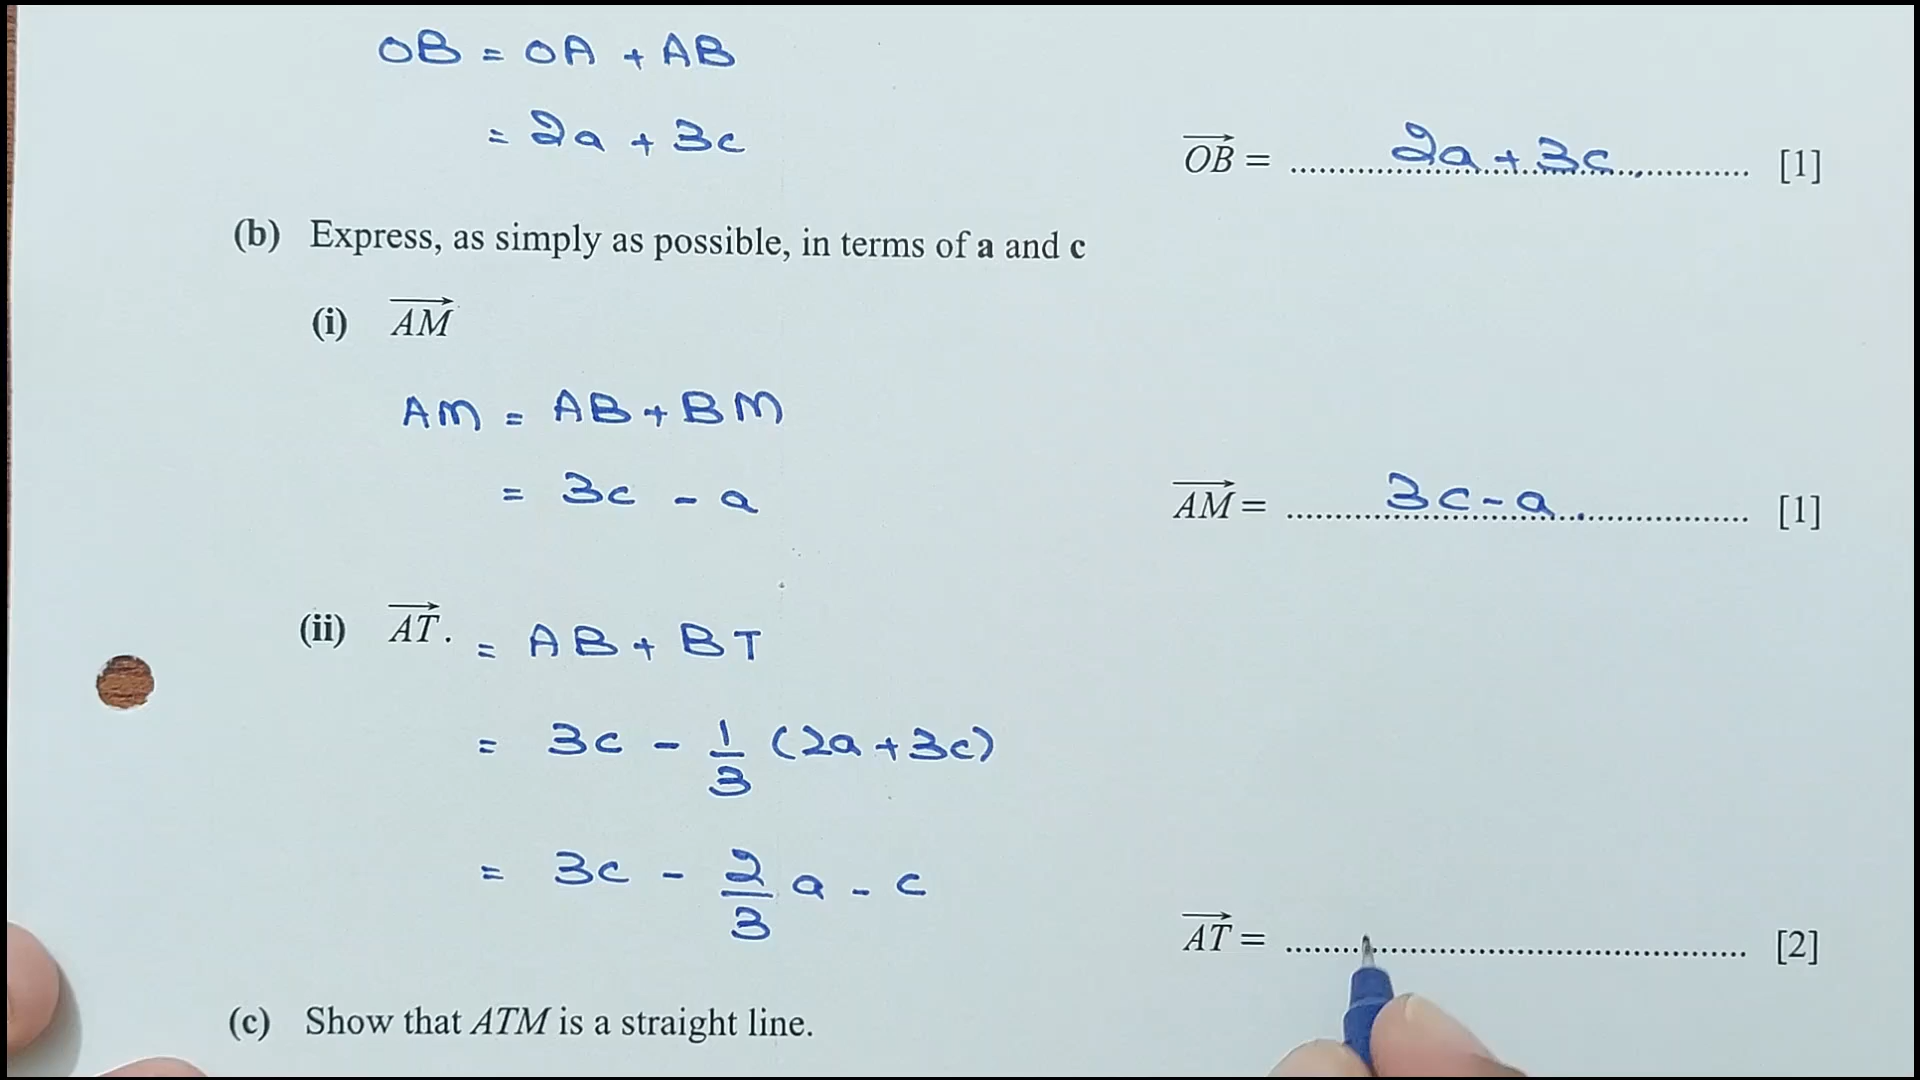 OB = OA + AB
= 2a + 3c
OB = 2a + 3c. [1]
(b) Express, as simply as possible, in terms of a and c
(i) AM
AM = AB + BM
= 3c - a
AM = 3c - a. [1]
(ii) AT. = AB + BT
= 3c - 1/3 (2a + 3c)
= 3c - 2/3 a - c
AT = .......... [2]
(c) Show that ATM is a straight line.